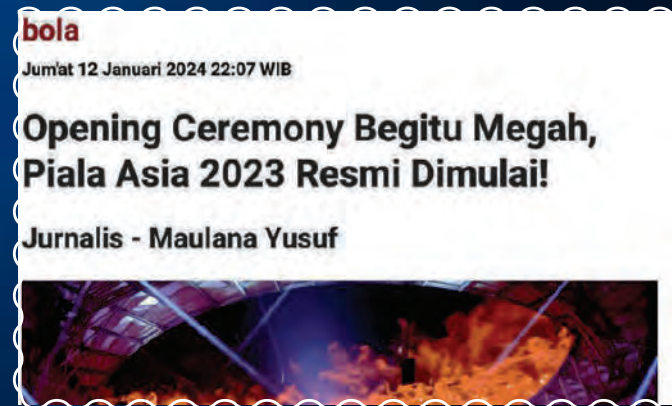 bola
Jum'at 12 Januari 2024 22:07 WIB
Opening Ceremony Begitu Megah,
Piala Asia 2023 Resmi Dimulai!
Jurnalis - Maulana Yusuf